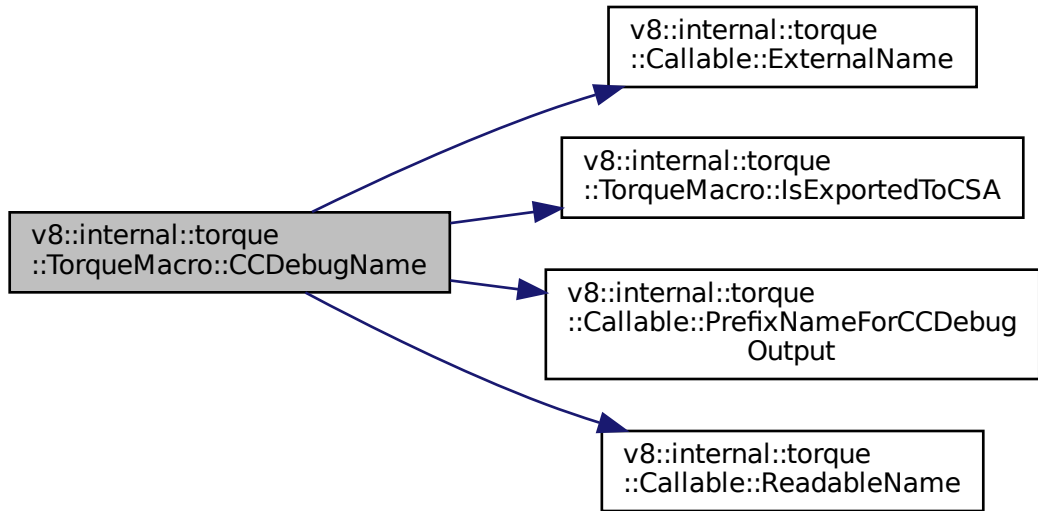 v8::internal::torque
::TorqueMacro::CCDebugName
v8::internal::torque
::Callable::ExternalName
v8::internal::torque
::TorqueMacro::IsExportedToCSA
v8::internal::torque
::Callable::PrefixNameForCCDebug
Output
v8::internal::torque
::Callable::ReadableName